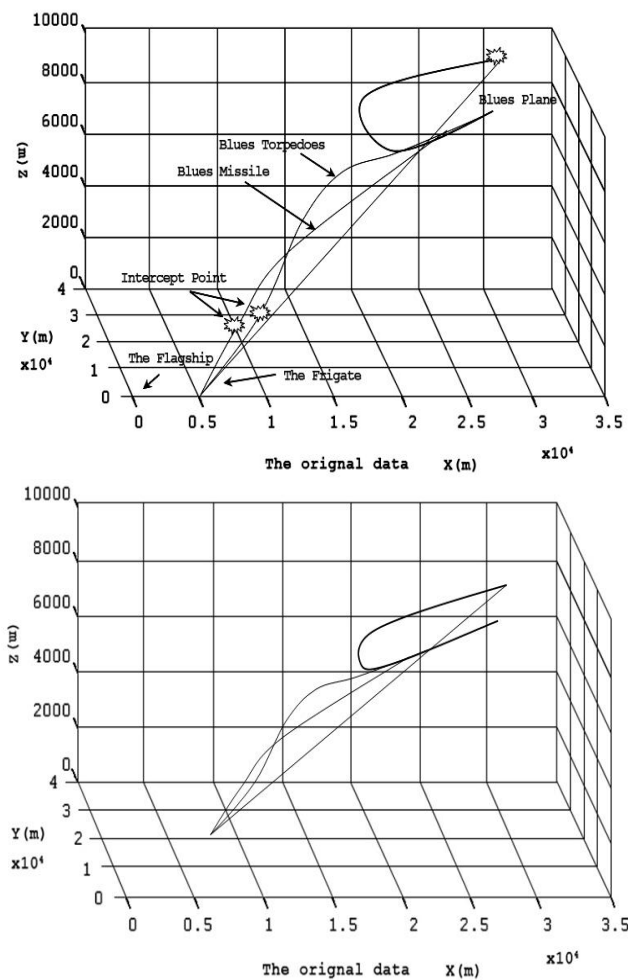 10000
8000
Blues Plane
6000
Blues Torpedoes
Z(m)
4000
Blues Missile
2000
Intercept Point
0
4
3
Y(m)
2
x10⁴
The Flagship
1
The Frigate
0
0 0.5 1 1.5 2 2.5 3 3.5
The orignal data X(m) x10⁴
10000
8000
6000
Z(m)
4000
2000
0
4
3
Y(m)
2
x10⁴
1
0
0 0.5 1 1.5 2 2.5 3 3.5
x10⁴
The orignal data X(m)